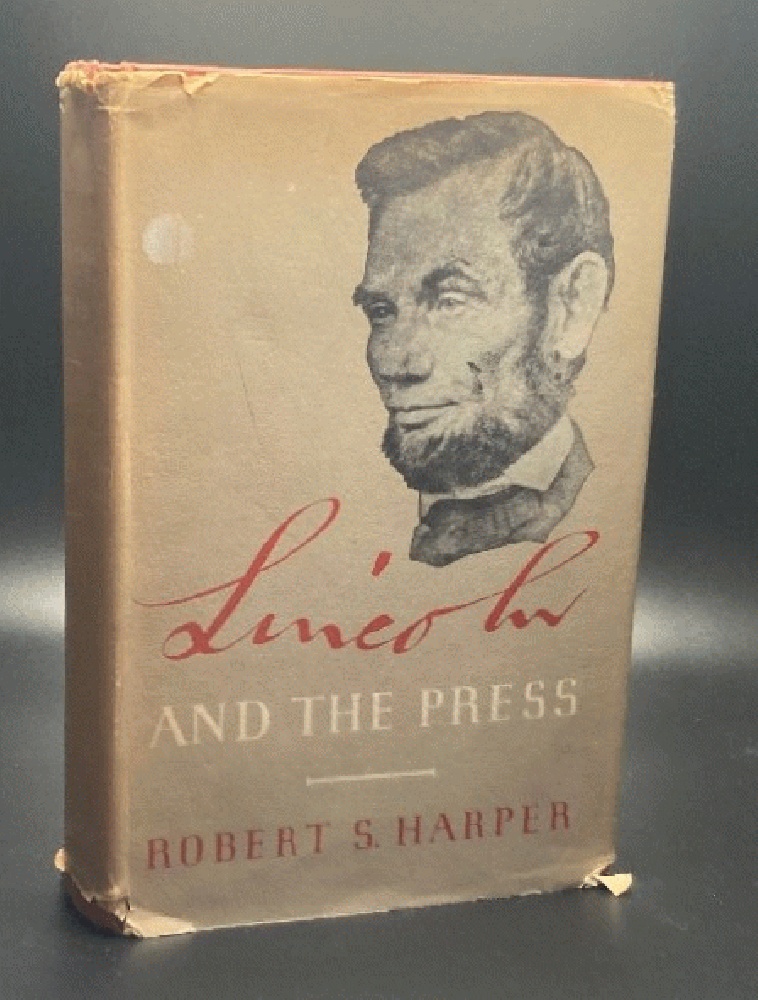 Lincoln
AND THE PRESS
ROBERT S. HARPER